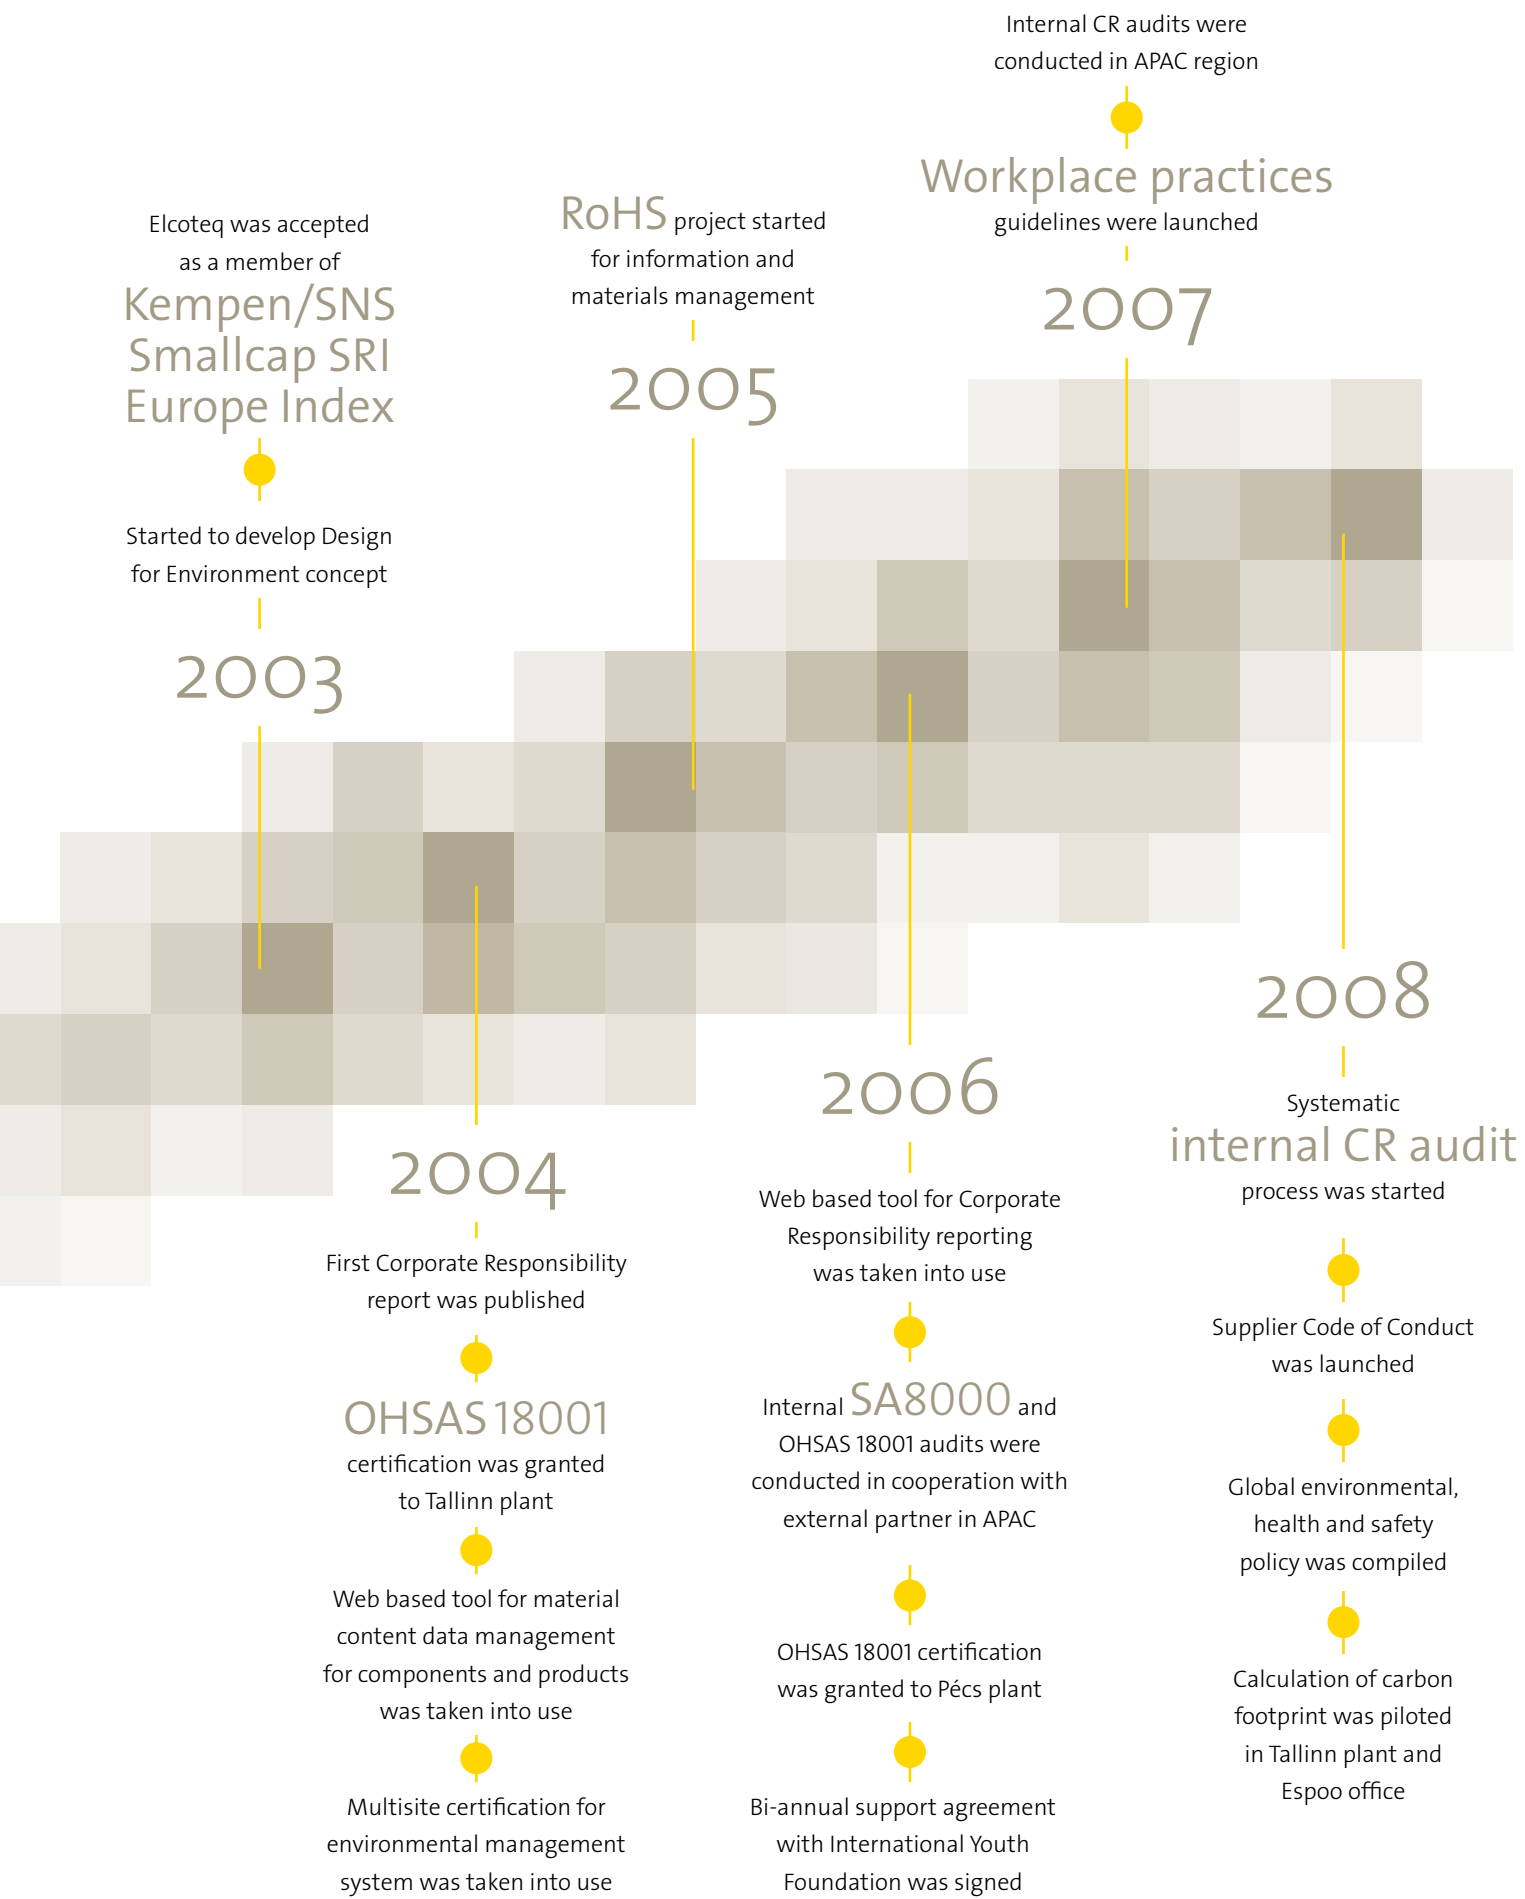 Elcoteq was accepted
as a member of
Kempen/SNS
Smallcap SRI
Europe Index
Started to develop Design
for Environment concept
2003
2004
First Corporate Responsibility
report was published
OHSAS 18001
certification was granted
to Tallinn plant
Web based tool for material
content data management
for components and products
was taken into use
Multisite certification for
environmental management
system was taken into use
RoHS project started
for information and
materials management
2005
2006
Web based tool for Corporate
Responsibility reporting
was taken into use
Internal SA8000 and
OHSAS 18001 audits were
conducted in cooperation with
external partner in APAC
OHSAS 18001 certification
was granted to Pécs plant
Bi-annual support agreement
with International Youth
Foundation was signed
Internal CR audits were
conducted in APAC region
Workplace practices
guidelines were launched
2007
2008
Systematic
internal CR audit
process was started
Supplier Code of Conduct
was launched
Global environmental,
health and safety
policy was compiled
Calculation of carbon
footprint was piloted
in Tallinn plant and
Espoo office